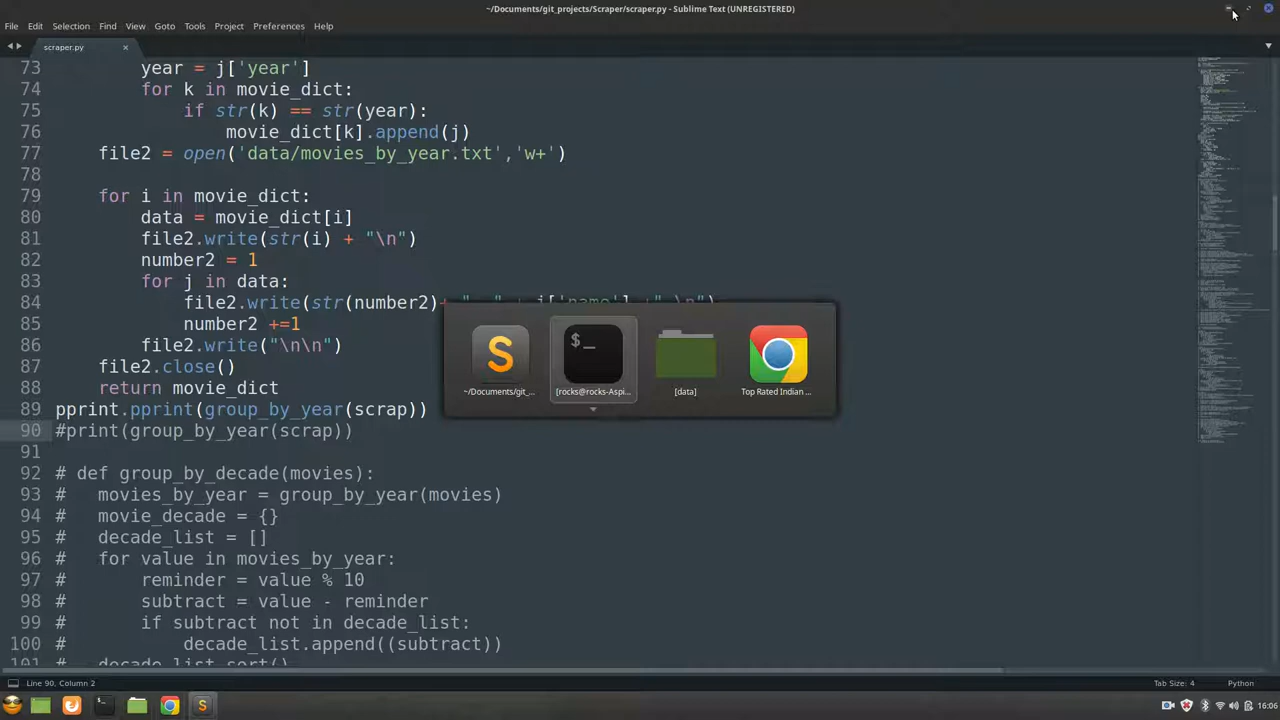 ~/Documents/git_projects/Scraper/scraper.py - Sublime Text (UNREGISTERED)
File Edit Selection Find View Goto Tools Project Preferences Help
scraper.py ×
73 year = j['year']
74 for k in movie_dict:
75 if str(k) == str(year):
76 movie_dict[k].append(j)
77 file2 = open('data/movies_by_year.txt','w+')
78
79 for i in movie_dict:
80 data = movie_dict[i]
81 file2.write(str(i) + "\n")
82 number2 = 1
83 for j in data:
84 file2.write(str(number2)+
85 number2 +=1
86 file2.write("\n\n")
87 file2.close()
88 return movie_dict
89 pprint.pprint(group_by_year(scrap))
90 #print(group_by_year(scrap))
91
92 # def group_by_decade(movies):
93 # movies_by_year = group_by_year(movies)
94 # movie_decade = {}
95 # decade_list = []
96 # for value in movies_by_year:
97 # reminder = value % 10
98 # subtract = value - reminder
99 # if subtract not in decade_list:
100 # decade_list.append((subtract))
101 # decade_list.sort()
$_
~/Documents/git_...
[rocks@rocks-Aspi...
[data]
Top Rated Indian ...
Line 90, Column 2
Tab Size: 4
Python
16:06